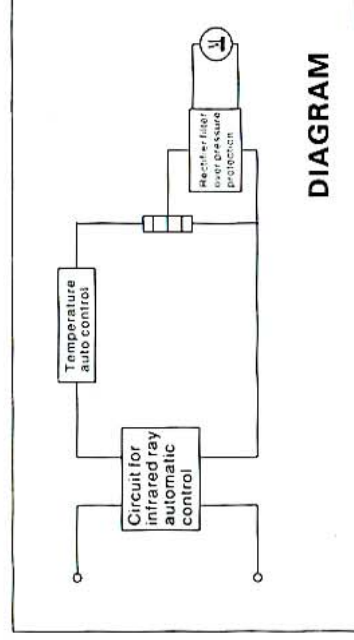 Temperature
auto control
Circuit for
infrared ray
automatic
control
Rectifier filter
over pressure
protection
M
DIAGRAM